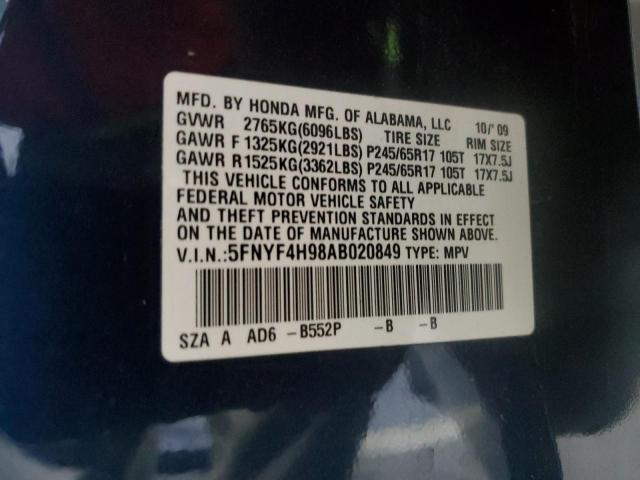 MFD. BY HONDA MFG. OF ALABAMA, LLC 10/'09
GVWR 2765KG(6096LBS) TIRE SIZE RIM SIZE
GAWR F 1325KG(2921LBS) P245/65R17 105T 17X7.5J
GAWR R 1525KG(3362LBS) P245/65R17 105T 17X7.5J
THIS VEHICLE CONFORMS TO ALL APPLICABLE
FEDERAL MOTOR VEHICLE SAFETY
AND THEFT PREVENTION STANDARDS IN EFFECT
ON THE DATE OF MANUFACTURE SHOWN ABOVE.
V.I.N.:5FNYF4H98AB020849 TYPE: MPV
SZA A AD6 -B552P -B -B